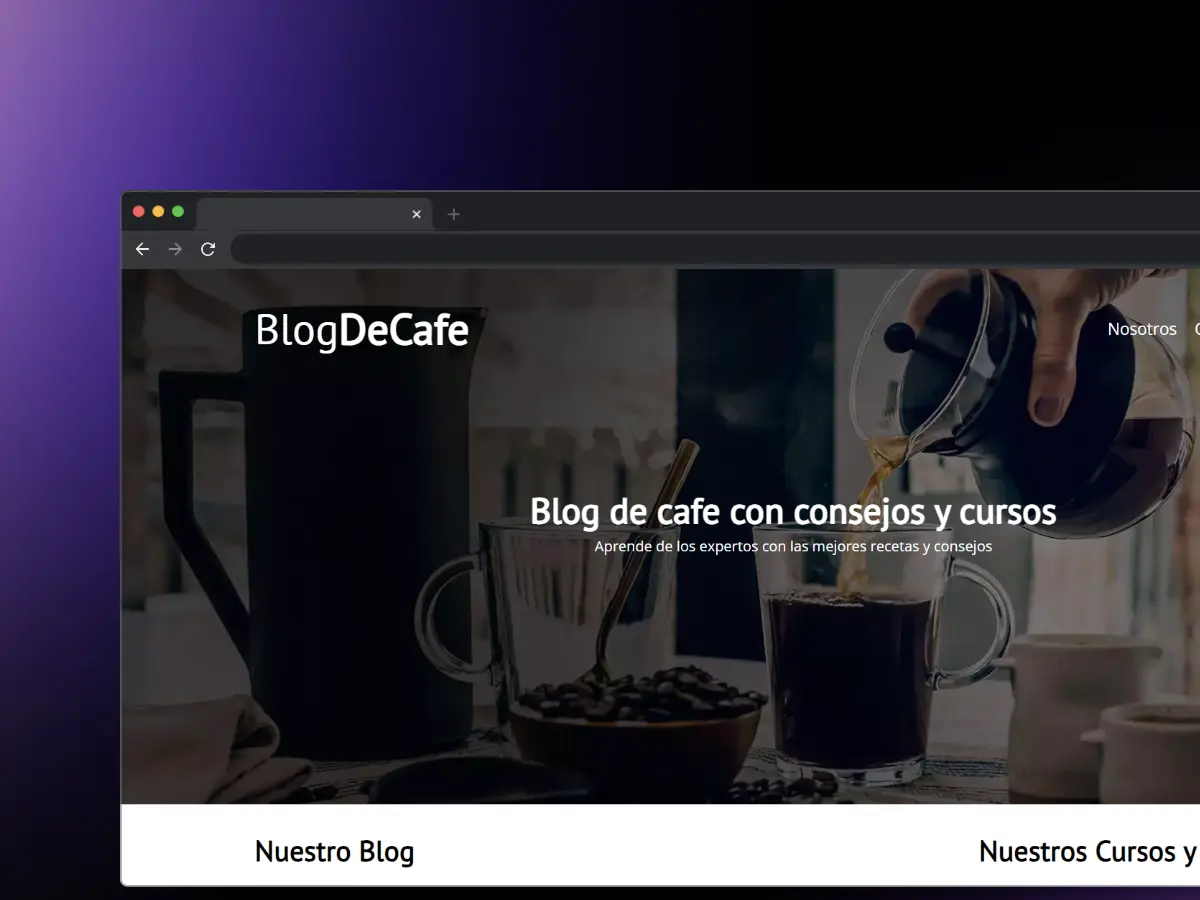 BlogDeCafe
Nosotros
Blog de cafe con consejos y cursos
Aprende de los expertos con las mejores recetas y consejos
Nuestro Blog
Nuestros Cursos y